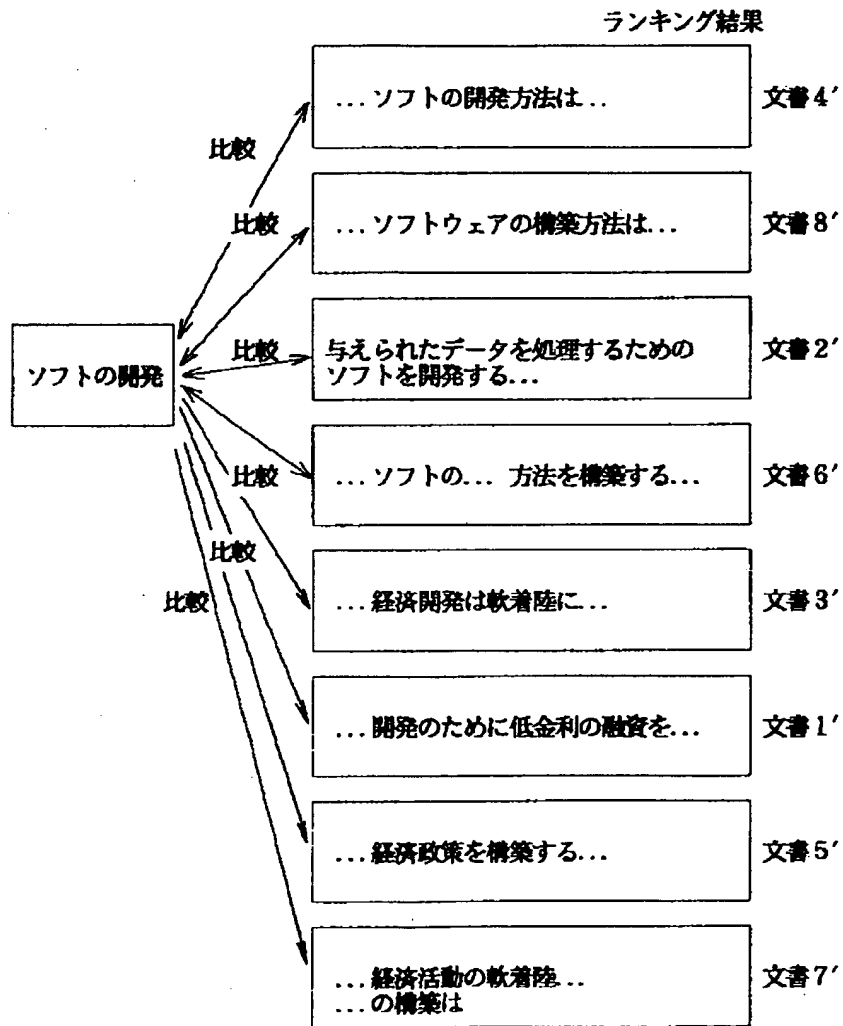 ランキング結果
...ソフトの開発方法は...
文書4′
比較
比較
...ソフトウェアの構築方法は...
文書8′
ソフトの開発
比較
与えられたデータを処理するための
ソフトを開発する...
文書2′
比較
...ソフトの...方法を構築する...
文書6′
比較
比較
...経済開発は軟着陸に...
文書3′
...開発のために低金利の融資を...
文書1′
...経済政策を構築する...
文書5′
...経済活動の軟着陸...
...の構築は
文書7′